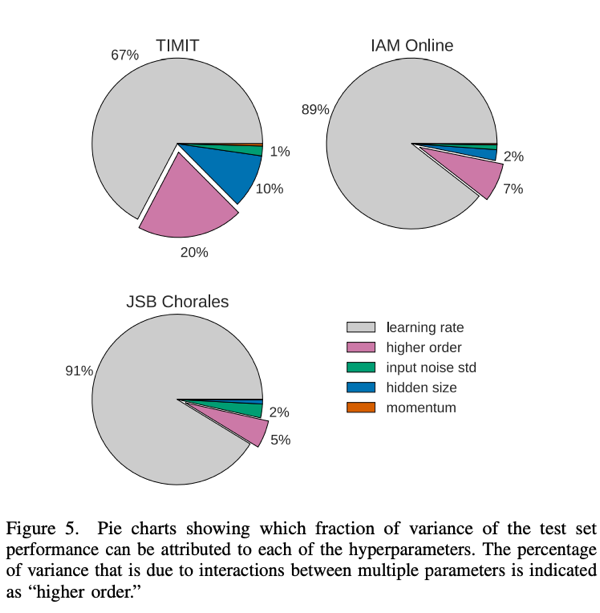 TIMIT
67%
1%
10%
20%
IAM Online
89%
2%
7%
JSB Chorales
91%
2%
5%
learning rate
higher order
input noise std
hidden size
momentum
Figure 5. Pie charts showing which fraction of variance of the test set
performance can be attributed to each of the hyperparameters. The percentage
of variance that is due to interactions between multiple parameters is indicated
as “higher order.”